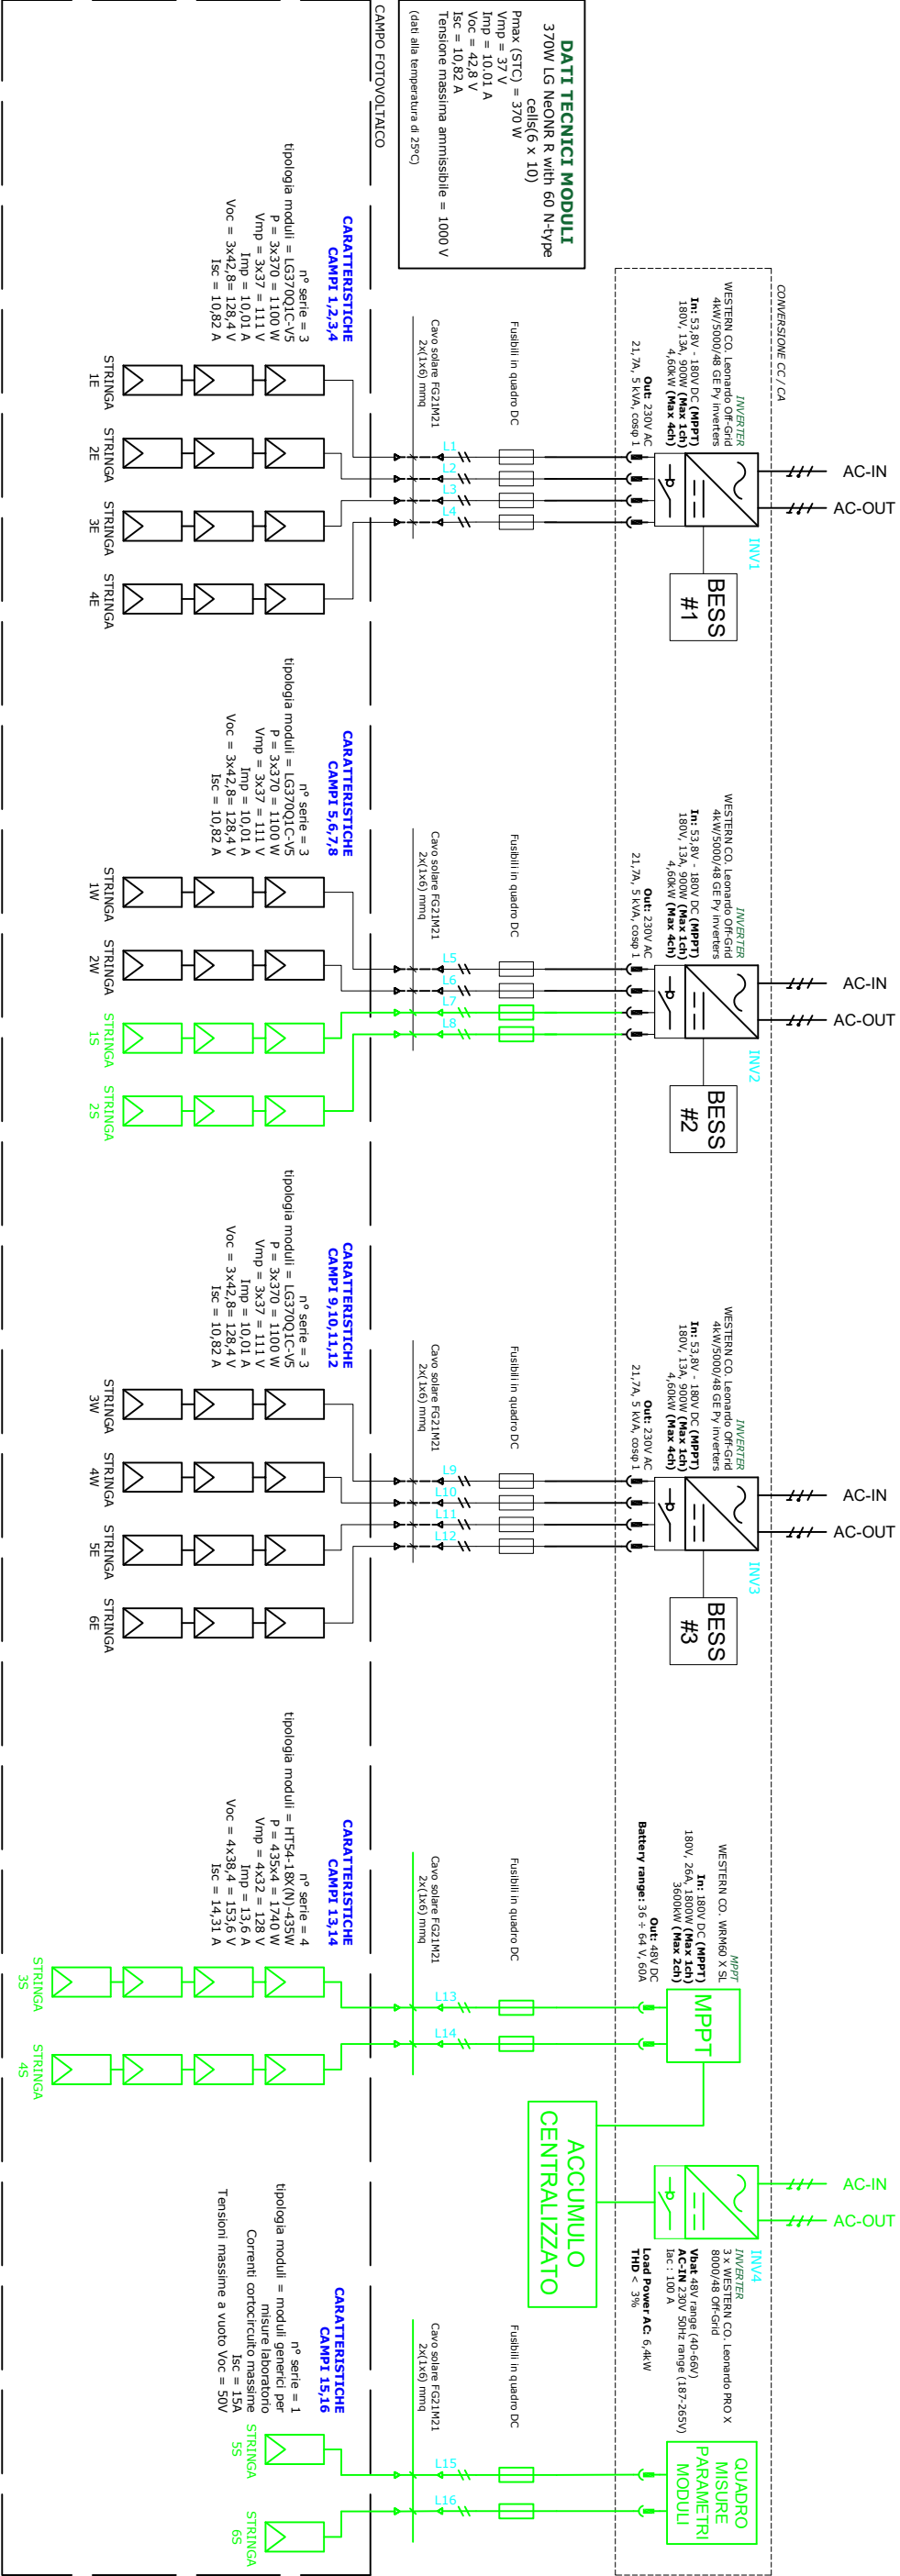 DATI TECNICI MODULI
370W LG NeONR R with 60 N-type
cells(6 x 10)
Pmax (STC) = 370 W
Vmp = 37 V
Imp = 10.01 A
Voc = 42,8 V
Isc = 10,82 A
Tensione massima ammissibile = 1000 V
(dati alla temperatura di 25°C)
CAMPO FOTOVOLTAICO
CONVERSIONE CC / CA
INVERTER
WESTERN CO. Leonardo Off-Grid
4kW/5000/48 GE Py inverters
In: 53,8V - 180V DC (MPPT)
180V, 13A, 900W (Max 1ch)
4,60kW (Max 4ch)
Out: 230V AC
21,7A, 5 kVA, cosφ 1
AC-IN
AC-OUT
INV1
BESS
#1
Fusibili in quadro DC
Cavo solare FG21M21
2x(1x6) mmq
L1
L2
L3
L4
CARATTERISTICHE
CAMPI 1,2,3,4
n° serie = 3
tipologia moduli = LG370Q1C-V5
P = 3x370 = 1100 W
Vmp = 3x37 = 111 V
Imp = 10,01 A
Voc = 3x42,8= 128,4 V
Isc = 10,82 A
STRINGA
1E
STRINGA
2E
STRINGA
3E
STRINGA
4E
INVERTER
WESTERN CO. Leonardo Off-Grid
4kW/5000/48 GE Py inverters
In: 53,8V - 180V DC (MPPT)
180V, 13A, 900W (Max 1ch)
4,60kW (Max 4ch)
Out: 230V AC
21,7A, 5 kVA, cosφ 1
AC-IN
AC-OUT
INV2
BESS
#2
Fusibili in quadro DC
Cavo solare FG21M21
2x(1x6) mmq
L5
L6
L7
L8
CARATTERISTICHE
CAMPI 5,6,7,8
n° serie = 3
tipologia moduli = LG370Q1C-V5
P = 3x370 = 1100 W
Vmp = 3x37 = 111 V
Imp = 10,01 A
Voc = 3x42,8= 128,4 V
Isc = 10,82 A
STRINGA
1W
STRINGA
2W
STRINGA
1S
STRINGA
2S
INVERTER
WESTERN CO. Leonardo Off-Grid
4kW/5000/48 GE Py inverters
In: 53,8V - 180V DC (MPPT)
180V, 13A, 900W (Max 1ch)
4,60kW (Max 4ch)
Out: 230V AC
21,7A, 5 kVA, cosφ 1
AC-IN
AC-OUT
INV3
BESS
#3
Fusibili in quadro DC
Cavo solare FG21M21
2x(1x6) mmq
L9
L10
L11
L12
CARATTERISTICHE
CAMPI 9,10,11,12
n° serie = 3
tipologia moduli = LG370Q1C-V5
P = 3x370 = 1100 W
Vmp = 3x37 = 111 V
Imp = 10,01 A
Voc = 3x42,8= 128,4 V
Isc = 10,82 A
STRINGA
3W
STRINGA
4W
STRINGA
5E
STRINGA
6E
MPPT
WESTERN CO. WRM60 X SL
In: 180V DC (MPPT)
180V, 26A, 1800W (Max 1ch)
3600kW (Max 2ch)
Out: 48V DC
Battery range: 36 ÷ 64 V, 60A
MPPT
ACCUMULO
CENTRALIZZATO
Fusibili in quadro DC
Cavo solare FG21M21
2x(1x6) mmq
L13
L14
CARATTERISTICHE
CAMPI 13,14
n° serie = 4
tipologia moduli = HT54-18X(N)-435W
P = 435x4 = 1740 W
Vmp = 4x32 = 128 V
Imp = 13,6 A
Voc = 4x38,4 = 153,6 V
Isc = 14,31 A
STRINGA
3S
STRINGA
4S
AC-IN
AC-OUT
INV4
INVERTER
3 x WESTERN CO. Leonardo PRO X
8000/48 Off-Grid
Vbat 48V range (40-66V)
AC-IN 230V 50Hz range (187-265V)
Iac : 100 A
Load Power AC: 6,4kW
THD < 3%
QUADRO
MISURE
PARAMETRI
MODULI
Fusibili in quadro DC
Cavo solare FG21M21
2x(1x6) mmq
L15
L16
CARATTERISTICHE
CAMPI 15,16
n° serie = 1
tipologia moduli = moduli generici per
misure laboratorio
Correnti cortocircuito massime
Isc = 15A
Tensioni massime a vuoto Voc = 50V
STRINGA
5S
STRINGA
6S